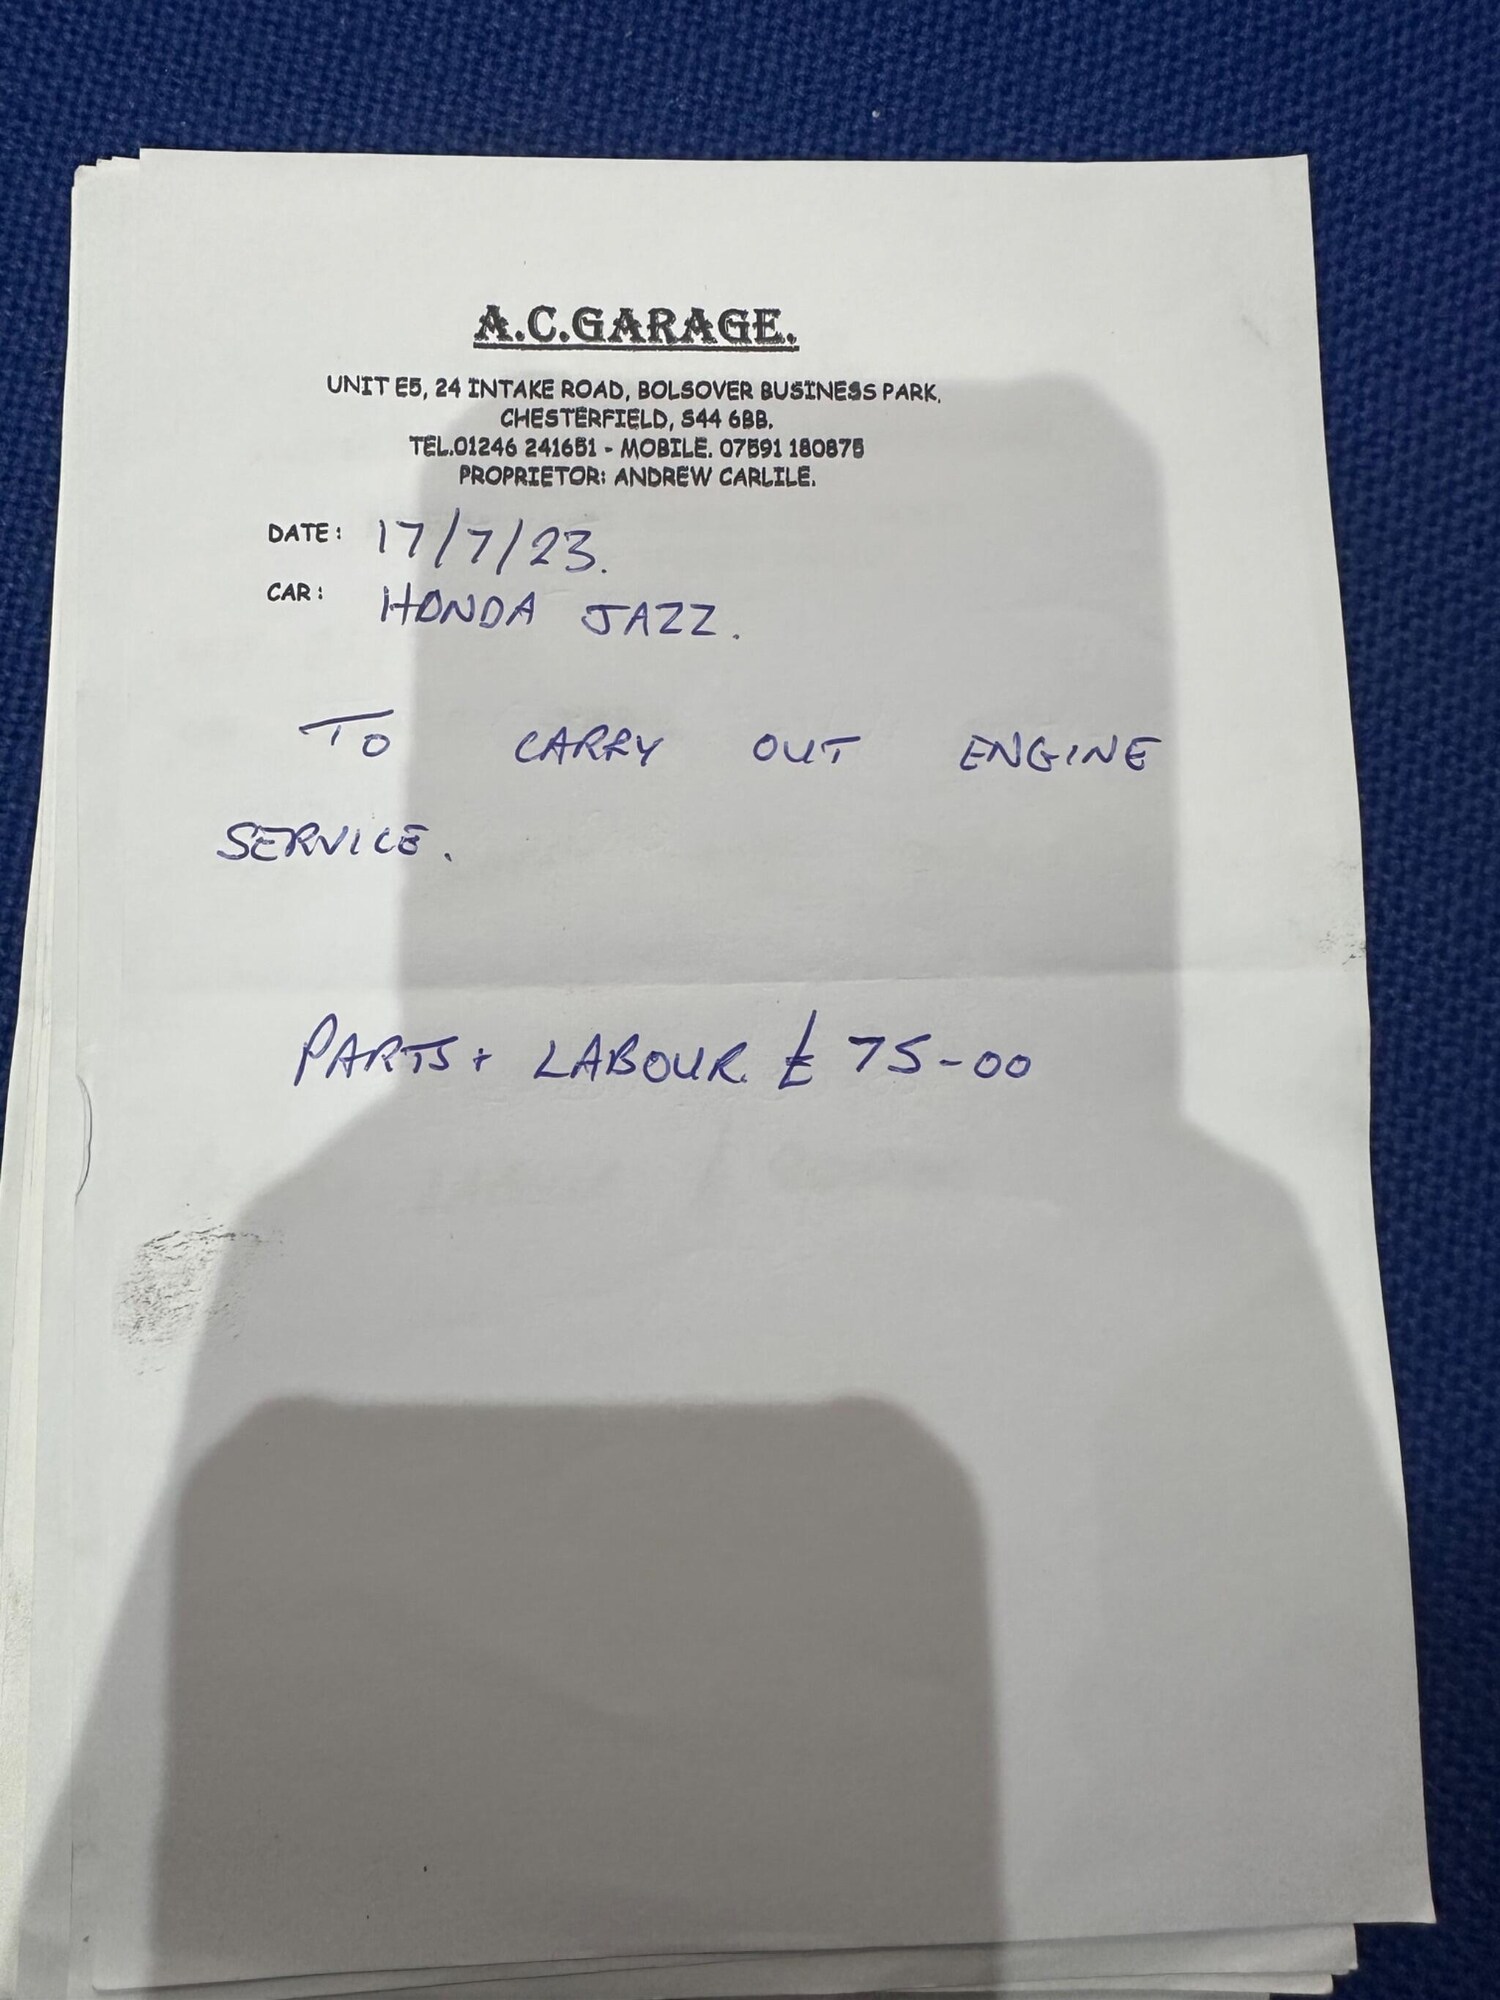 A.C.GARAGE.
UNIT E5, 24 INTAKE ROAD, BOLSOVER BUSINESS PARK,
CHESTERFIELD, S44 6BB.
TEL.01246 241651 - MOBILE. 07591 180875
PROPRIETOR: ANDREW CARLILE.
DATE: 17/7/23.
CAR: HONDA JAZZ.
TO CARRY OUT ENGINE
SERVICE.
PARTS + LABOUR £75-00